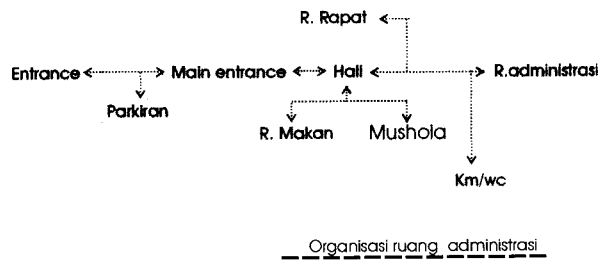 R. Rapat
Entrance Main entrance Hall R.administrasi
Parkiran
R. Makan Mushola
Km/wc
Organisasi ruang administrasi